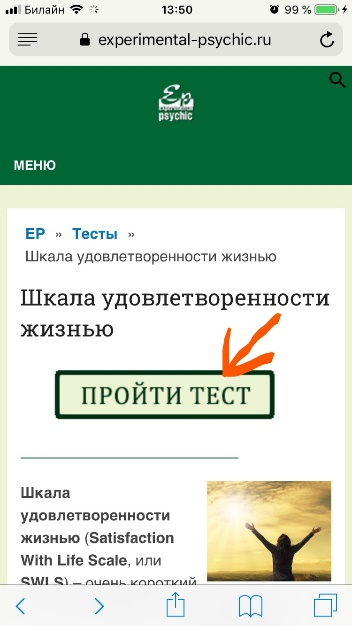 Билайн 13:50 99 %
experimental-psychic.ru
Ep
psychic
МЕНЮ
EP » Тесты »
Шкала удовлетворенности жизнью
Шкала удовлетворенности
жизнью
ПРОЙТИ ТЕСТ
Шкала
удовлетворенности
жизнью (Satisfaction
With Life Scale, или
SWLS) – очень короткий